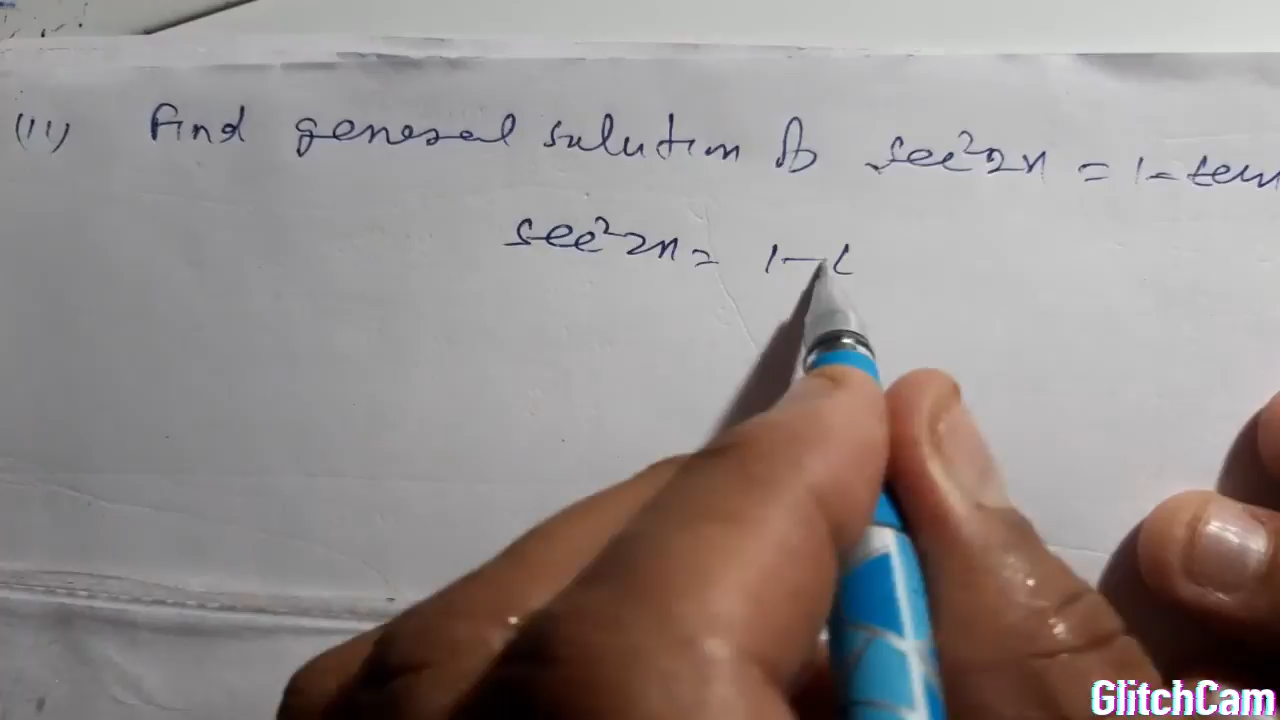 (11) Find general solution of sec²2x = 1-tan
sec²2x = 1-t
GlitchCam